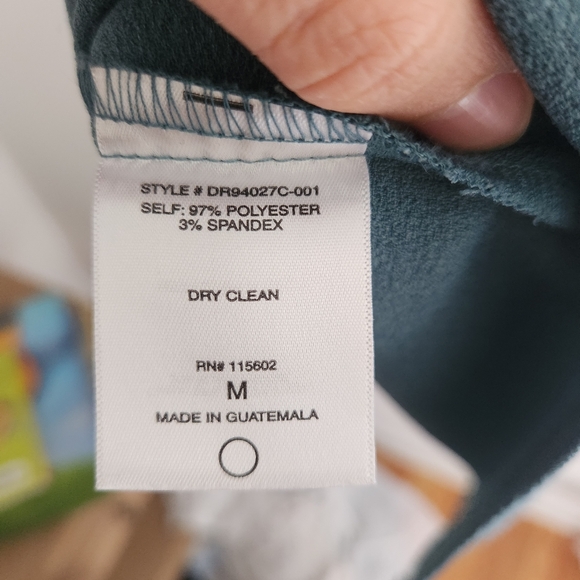 STYLE # DR94027C-001
SELF: 97% POLYESTER
3% SPANDEX
DRY CLEAN
RN# 115602
M
MADE IN GUATEMALA